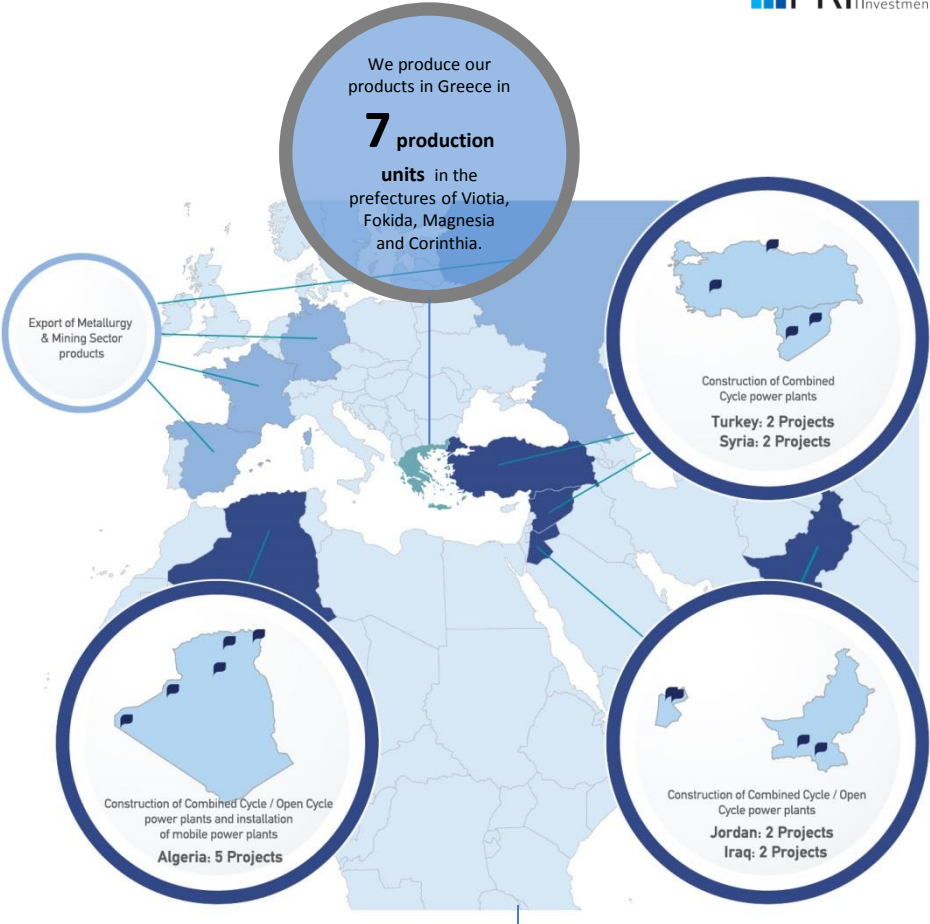 PRI
Investmen
We produce our
products in Greece in
7 production
units in the
prefectures of Viotia,
Fokida, Magnesia
and Corinthia.
Export of Metallurgy
& Mining Sector
products
Construction of Combined
Cycle power plants
Turkey: 2 Projects
Syria: 2 Projects
Construction of Combined Cycle / Open Cycle
power plants and installation
of mobile power plants
Algeria: 5 Projects
Construction of Combined Cycle / Open
Cycle power plants
Jordan: 2 Projects
Iraq: 2 Projects